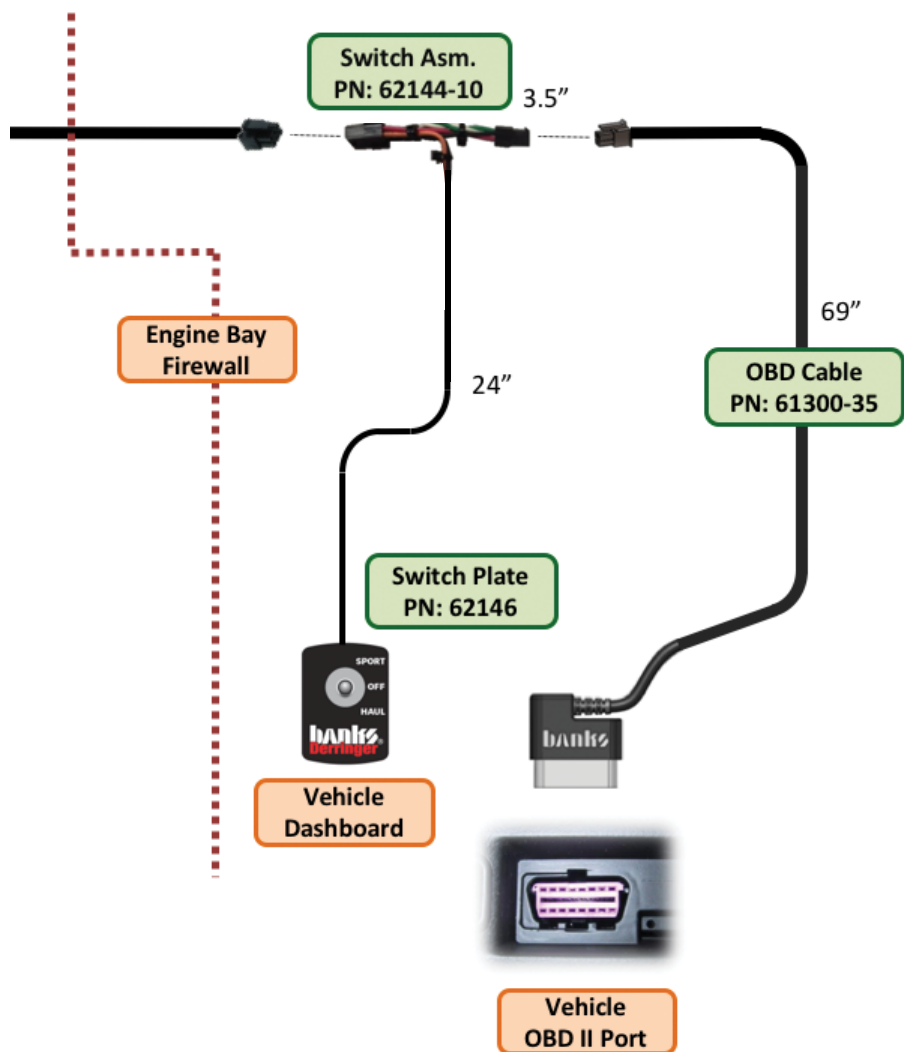 Switch Asm.
PN: 62144-10
3.5”
Engine Bay
Firewall
69”
OBD Cable
PN: 61300-35
24”
Switch Plate
PN: 62146
SPORT
OFF
HAUL
banks®
Derringer
banks
Vehicle
Dashboard
Vehicle
OBD II Port